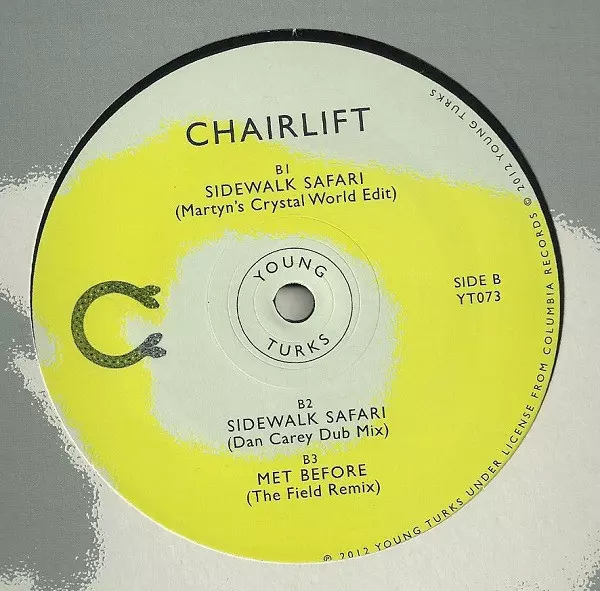 CHAIRLIFT
B1
SIDEWALK SAFARI
(Martyn's Crystal World Edit)
YOUNG
TURKS
SIDE B
YT073
B2
SIDEWALK SAFARI
(Dan Carey Dub Mix)
B3
MET BEFORE
(The Field Remix)
℗ 2012 YOUNG TURKS UNDER LICENSE FROM COLUMBIA RECORDS © 2012 YOUNG TURKS